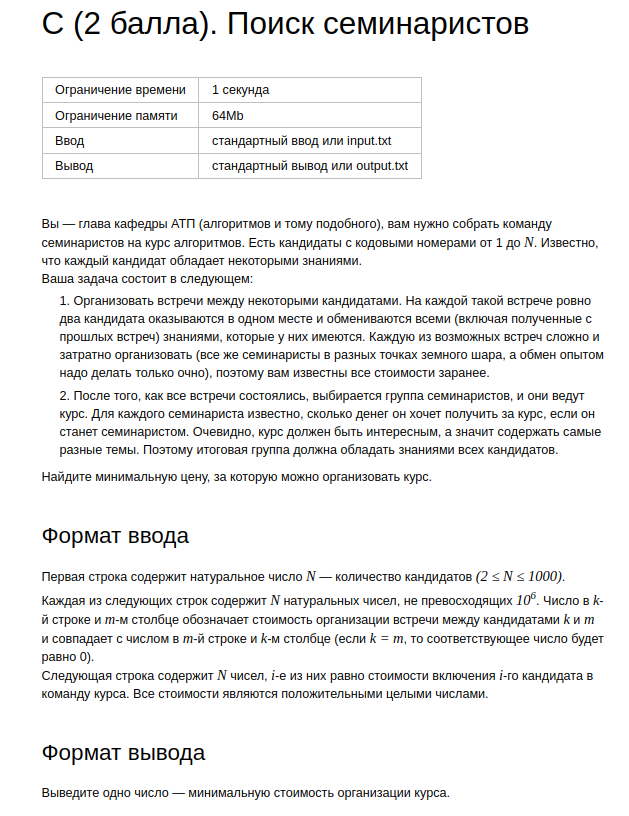 C (2 балла). Поиск семинаристов
Ограничение времени 1 секунда
Ограничение памяти 64Mb
Ввод стандартный ввод или input.txt
Вывод стандартный вывод или output.txt
Вы — глава кафедры АТП (алгоритмов и тому подобного), вам нужно собрать команду
семинаристов на курс алгоритмов. Есть кандидаты с кодовыми номерами от 1 до N. Известно,
что каждый кандидат обладает некоторыми знаниями.
Ваша задача состоит в следующем:
1. Организовать встречи между некоторыми кандидатами. На каждой такой встрече ровно
два кандидата оказываются в одном месте и обмениваются всеми (включая полученные с
прошлых встреч) знаниями, которые у них имеются. Каждую из возможных встреч сложно и
затратно организовать (все же семинаристы в разных точках земного шара, а обмен опытом
надо делать только очно), поэтому вам известны все стоимости заранее.
2. После того, как все встречи состоялись, выбирается группа семинаристов, и они ведут
курс. Для каждого семинариста известно, сколько денег он хочет получить за курс, если он
станет семинаристом. Очевидно, курс должен быть интересным, а значит содержать самые
разные темы. Поэтому итоговая группа должна обладать знаниями всех кандидатов.
Найдите минимальную цену, за которую можно организовать курс.
Формат ввода
Первая строка содержит натуральное число N — количество кандидатов (2 ≤ N ≤ 1000).
Каждая из следующих строк содержит N натуральных чисел, не превосходящих 10⁶. Число в k-
й строке и m-м столбце обозначает стоимость организации встречи между кандидатами k и m
и совпадает с числом в m-й строке и k-м столбце (если k = m, то соответствующее число будет
равно 0).
Следующая строка содержит N чисел, i-е из них равно стоимости включения i-го кандидата в
команду курса. Все стоимости являются положительными целыми числами.
Формат вывода
Выведите одно число — минимальную стоимость организации курса.